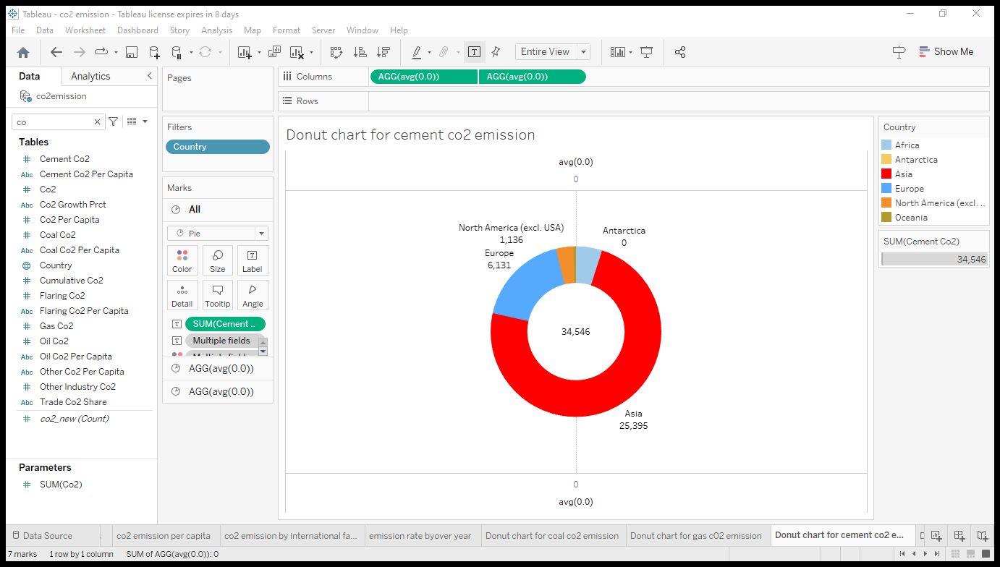 Tableau - co2 emission - Tableau license expires in 8 days
File Data Worksheet Dashboard Story Analysis Map Format Server Window Help
Entire View
Show Me
Data Analytics
co2emission
co
Tables
# Cement Co2
Abc Cement Co2 Per Capita
# Co2
Abc Co2 Growth Prct
# Co2 Per Capita
# Coal Co2
Abc Coal Co2 Per Capita
Country
# Cumulative Co2
# Flaring Co2
Abc Flaring Co2 Per Capita
# Gas Co2
# Oil Co2
Abc Oil Co2 Per Capita
Abc Other Co2 Per Capita
# Other Industry Co2
Abc Trade Co2 Share
# co2_new (Count)
Parameters
# SUM(Co2)
Pages
Filters
Country
Marks
All
Pie
Color Size Label
Detail Tooltip Angle
T SUM(Cement ..
T Multiple fields
AGG(avg(0.0))
AGG(avg(0.0))
Columns AGG(avg(0.0)) AGG(avg(0.0))
Rows
Donut chart for cement co2 emission
avg(0.0)
0
North America (excl. USA)
1,136
Europe
6,131
Antarctica
0
34,546
Asia
25,395
0
avg(0.0)
Country
Africa
Antarctica
Asia
Europe
North America (excl. ..
Oceania
SUM(Cement Co2)
34,546
Data Source co2 emission per capita co2 emission by international fa... emission rate byover year Donut chart for coal co2 emission Donut chart for gas c02 emission Donut chart for cement co2 e...
7 marks 1 row by 1 column SUM of AGG(avg(0.0)): 0